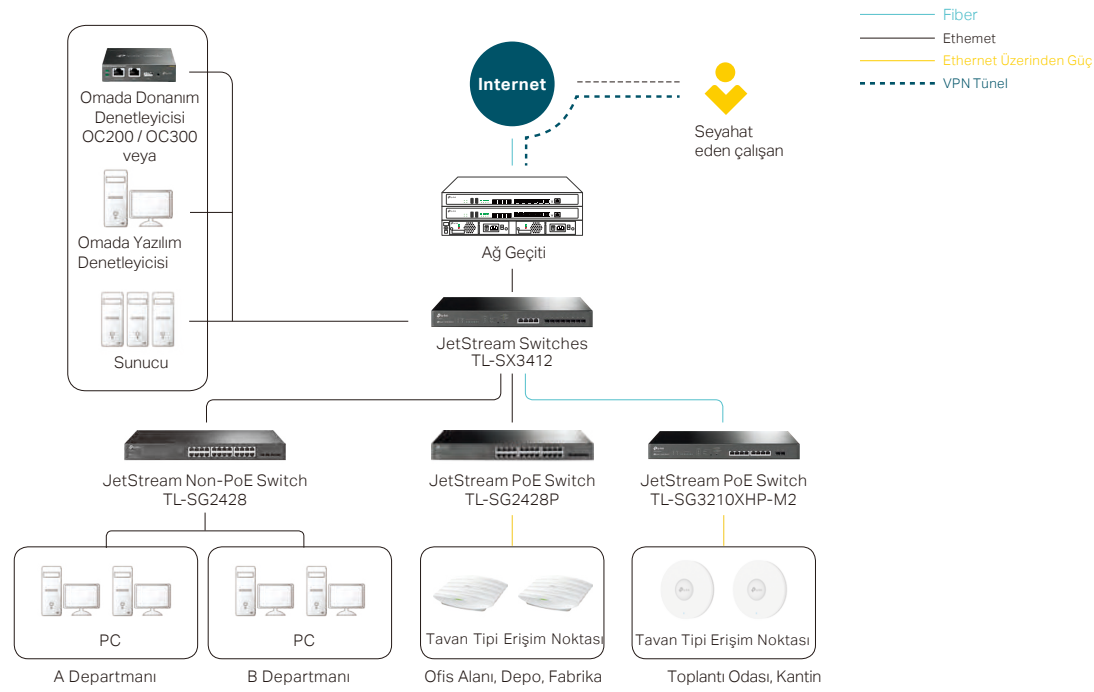 Fiber
Ethemet
Ethernet Üzerinden Güç
VPN Tünel
Internet
Seyahat
eden çalışan
Omada Donanım
Denetleyicisi
OC200 / OC300
veya
Omada Yazılım
Denetleyicisi
Sunucu
Ağ Geçiti
JetStream Switches
TL-SX3412
JetStream Non-PoE Switch
TL-SG2428
JetStream PoE Switch
TL-SG2428P
JetStream PoE Switch
TL-SG3210XHP-M2
PC
PC
Tavan Tipi Erişim Noktası
Tavan Tipi Erişim Noktası
A Departmanı
B Departmanı
Ofis Alanı, Depo, Fabrika
Toplantı Odası, Kantin